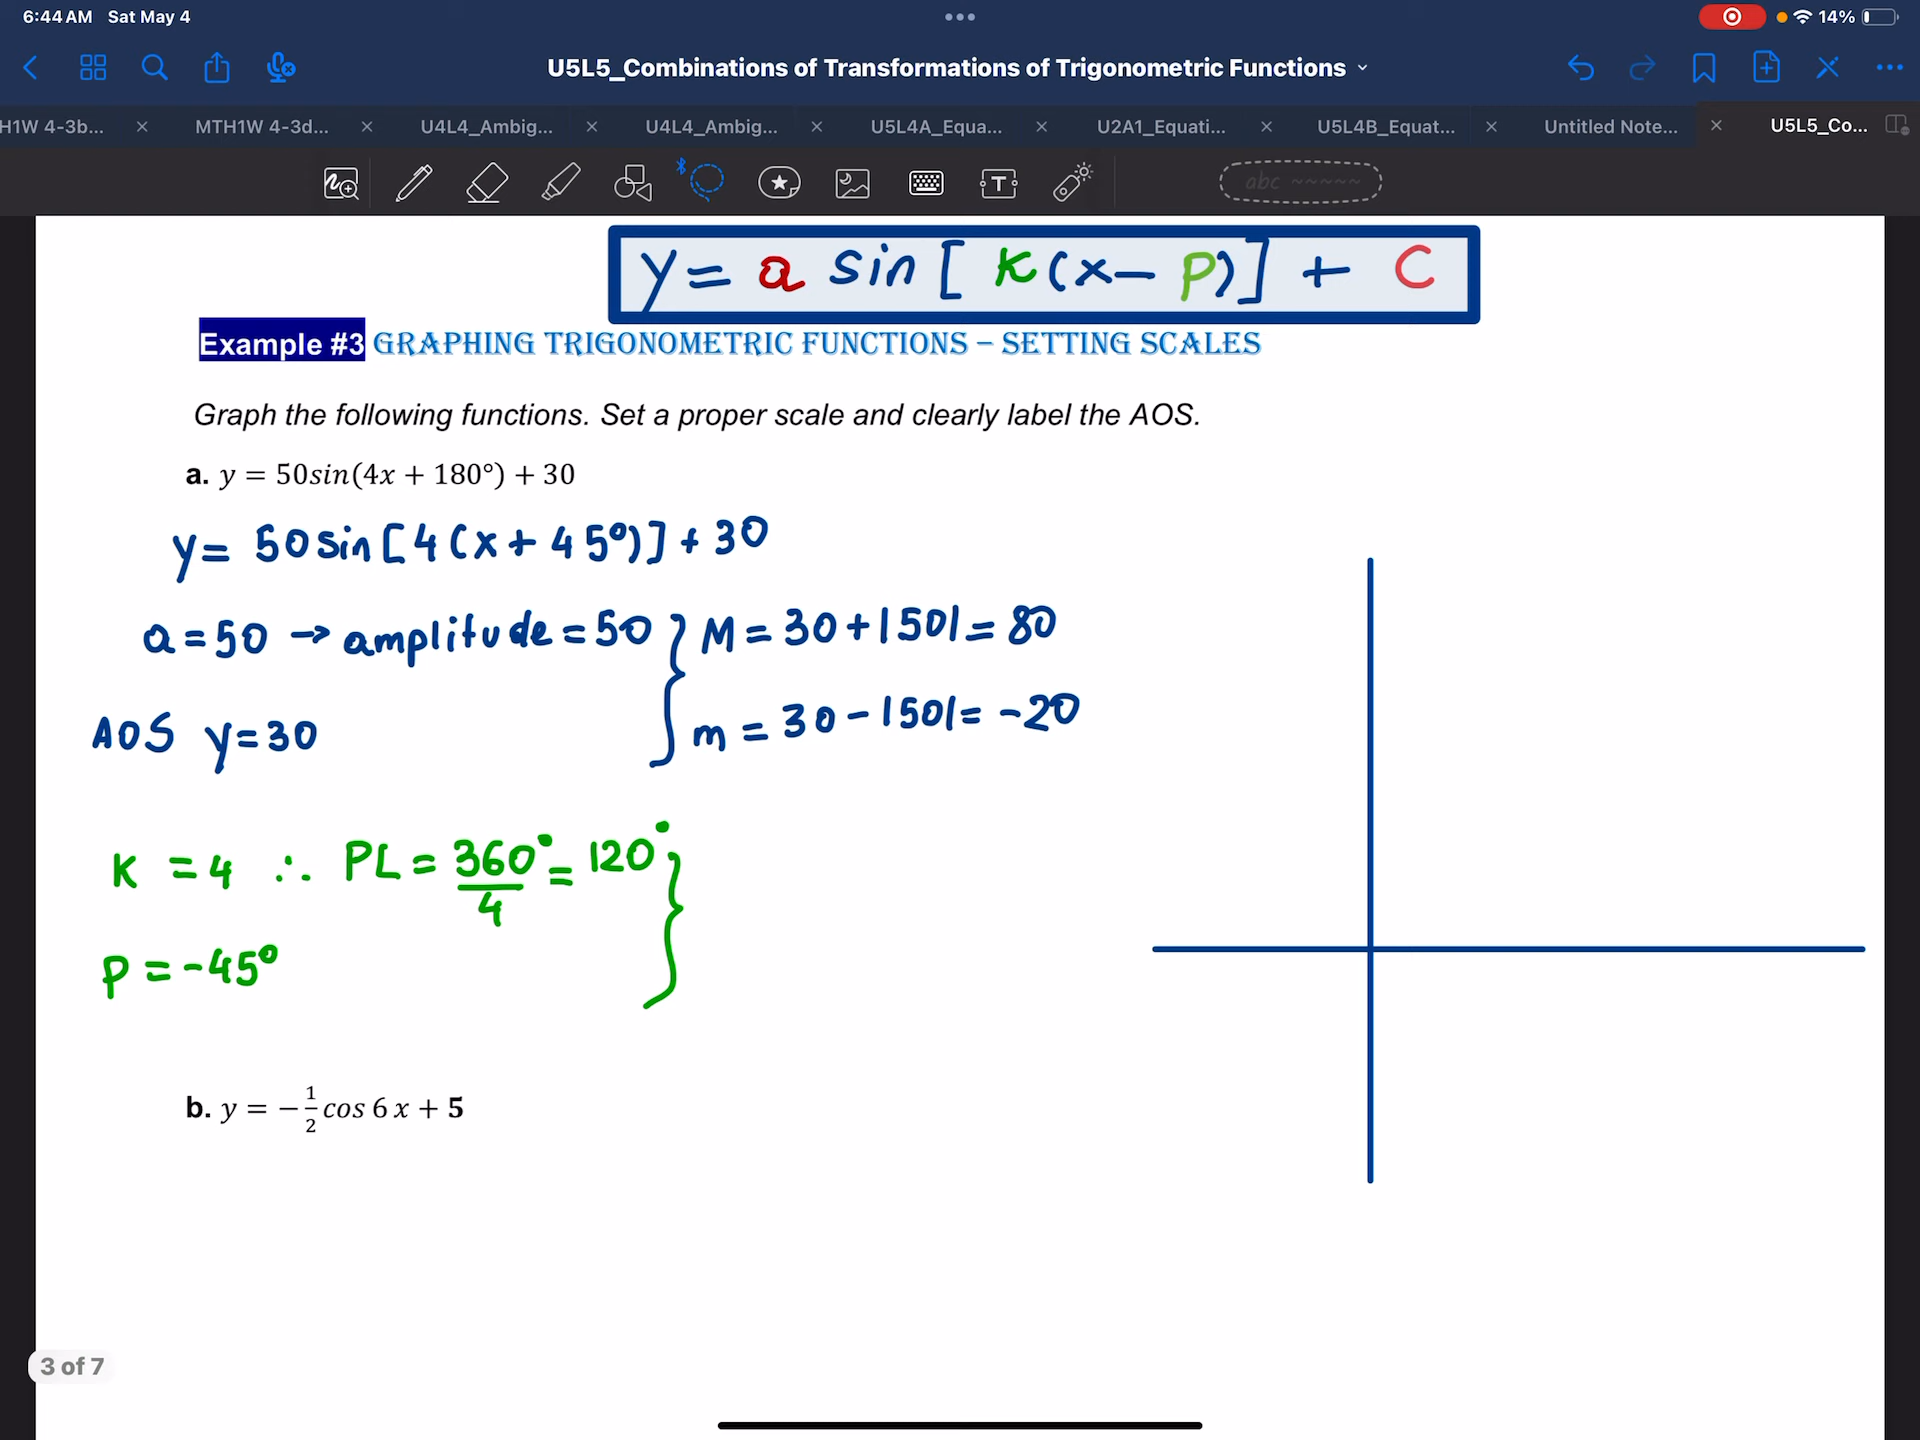 6:44 AM Sat May 4
14%
U5L5_Combinations of Transformations of Trigonometric Functions
H1W 4-3b...
MTH1W 4-3d...
U4L4_Ambig...
U4L4_Ambig...
U5L4A_Equa...
U2A1_Equati...
U5L4B_Equat...
Untitled Note...
U5L5_Co...
abc
y = a sin [ k (x - p) ] + C
Example #3 GRAPHING TRIGONOMETRIC FUNCTIONS – SETTING SCALES
Graph the following functions. Set a proper scale and clearly label the AOS.
a. y = 50sin(4x + 180°) + 30
y = 50 sin [ 4 (x + 45°) ] + 30
a = 50 → amplitude = 50 } M = 30 + |50| = 80
AOS y = 30 m = 30 - |50| = -20
K = 4 ∴ PL = 360°/4 = 120° }
P = -45°
b. y = −1/2 cos 6 x + 5
3 of 7